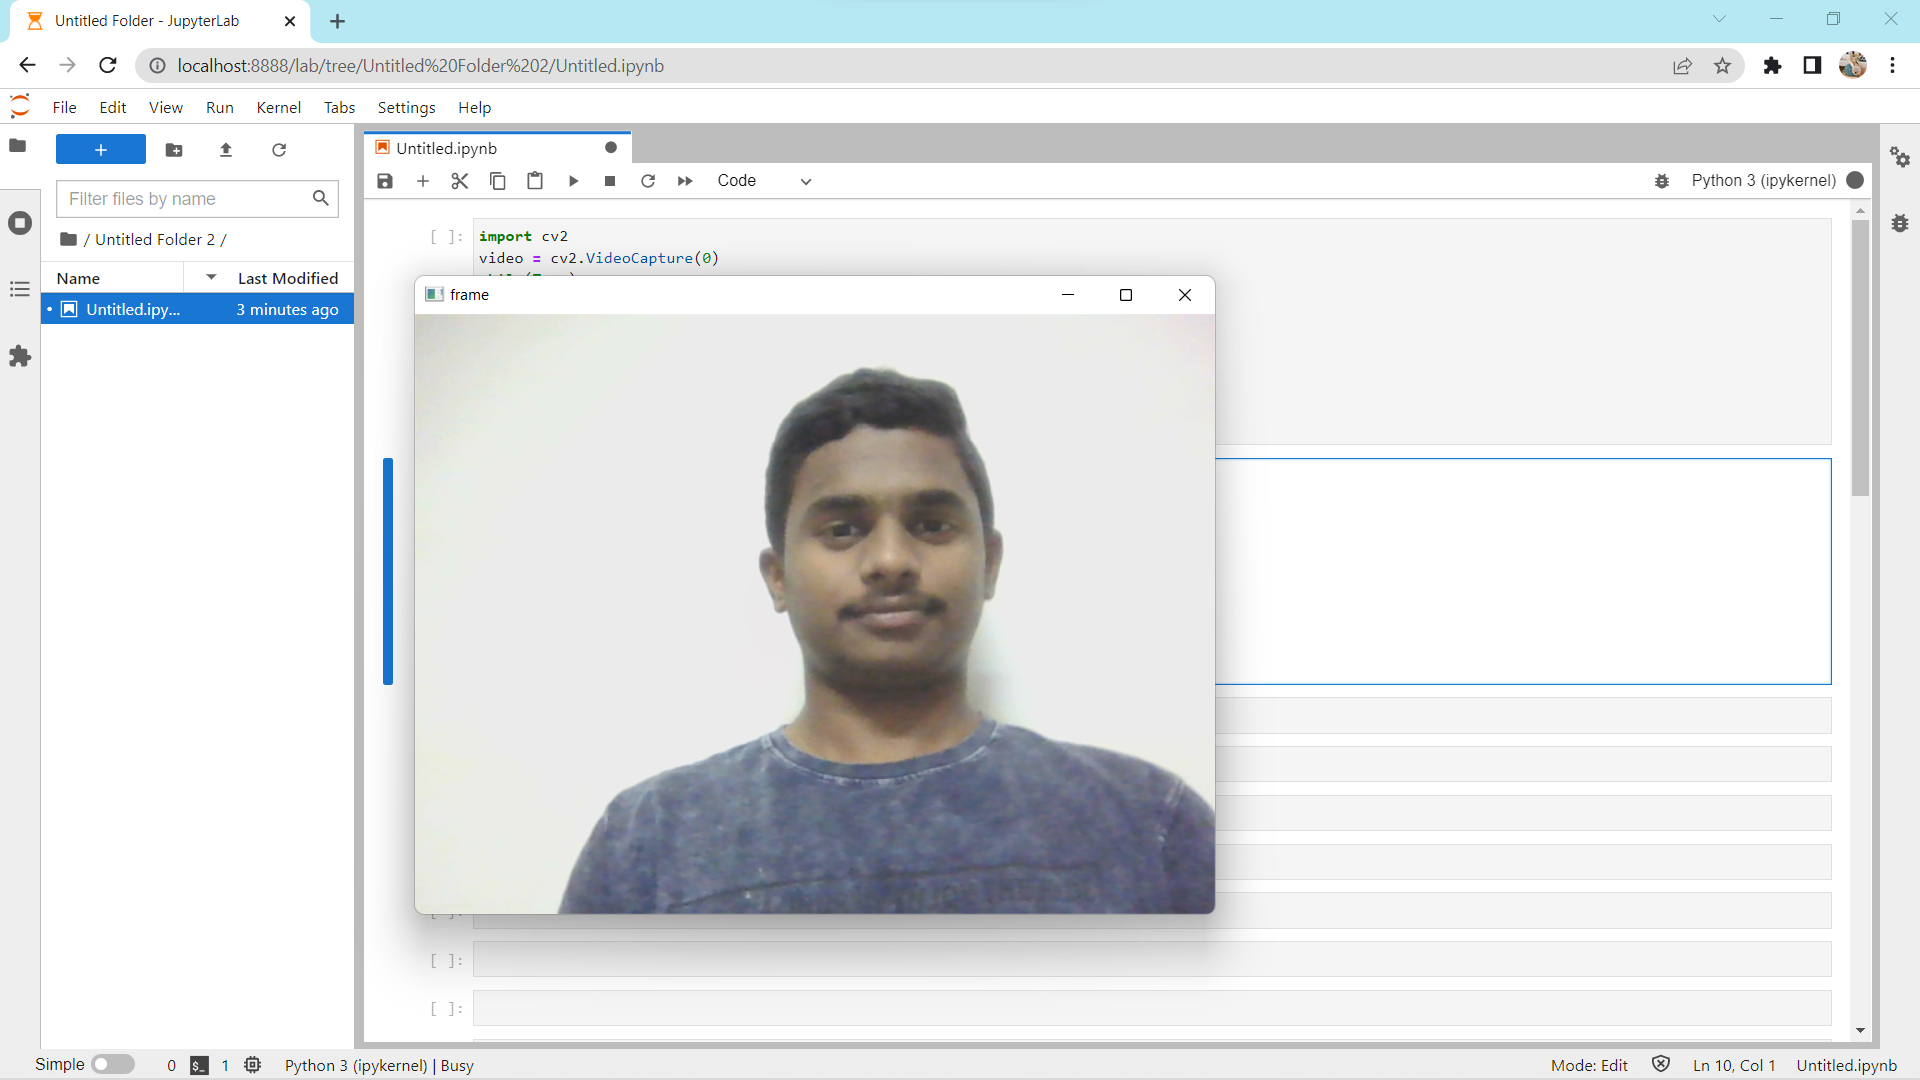 Untitled Folder - JupyterLab
localhost:8888/lab/tree/Untitled%20Folder%202/Untitled.ipynb
File Edit View Run Kernel Tabs Settings Help
Untitled.ipynb
Filter files by name
Code
Python 3 (ipykernel)
/ Untitled Folder 2 /
Name Last Modified
Untitled.ipy... 3 minutes ago
[ ]: import cv2
video = cv2.VideoCapture(0)
frame
[ ]:
[ ]:
[ ]:
Simple 0 $_ 1 Python 3 (ipykernel) | Busy Mode: Edit Ln 10, Col 1 Untitled.ipynb